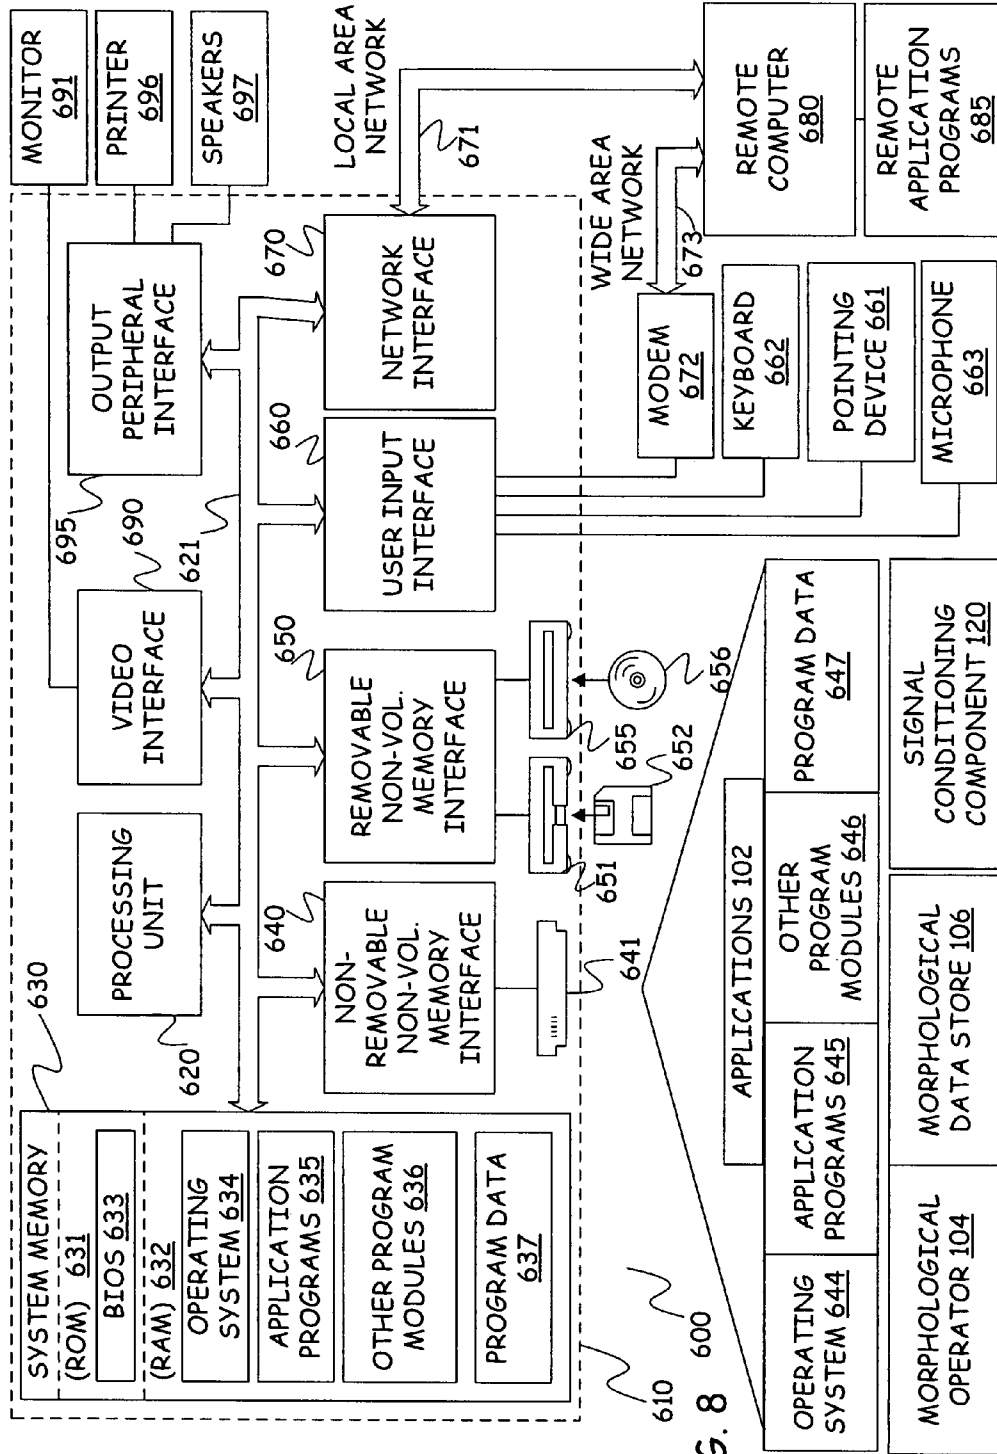 SYSTEM MEMORY
(ROM) 631
BIOS 633
(RAM) 632
OPERATING
SYSTEM 634
APPLICATION
PROGRAMS 635
OTHER PROGRAM
MODULES 636
PROGRAM DATA
637
630
PROCESSING
UNIT
620
VIDEO
INTERFACE
690
621
695
OUTPUT
PERIPHERAL
INTERFACE
MONITOR
691
PRINTER
696
SPEAKERS
697
NON-
REMOVABLE
NON-VOL.
MEMORY
INTERFACE
640
641
REMOVABLE
NON-VOL.
MEMORY
INTERFACE
650
651
652
655
656
USER INPUT
INTERFACE
660
NETWORK
INTERFACE
670
LOCAL AREA
NETWORK
671
WIDE AREA
NETWORK
673
MODEM
672
KEYBOARD
662
POINTING
DEVICE 661
MICROPHONE
663
REMOTE
COMPUTER
680
REMOTE
APPLICATION
PROGRAMS
685
610
600
G. 8
APPLICATIONS 102
OPERATING
SYSTEM 644
APPLICATION
PROGRAMS 645
OTHER
PROGRAM
MODULES 646
PROGRAM DATA
647
MORPHOLOGICAL
OPERATOR 104
MORPHOLOGICAL
DATA STORE 106
SIGNAL
CONDITIONING
COMPONENT 120